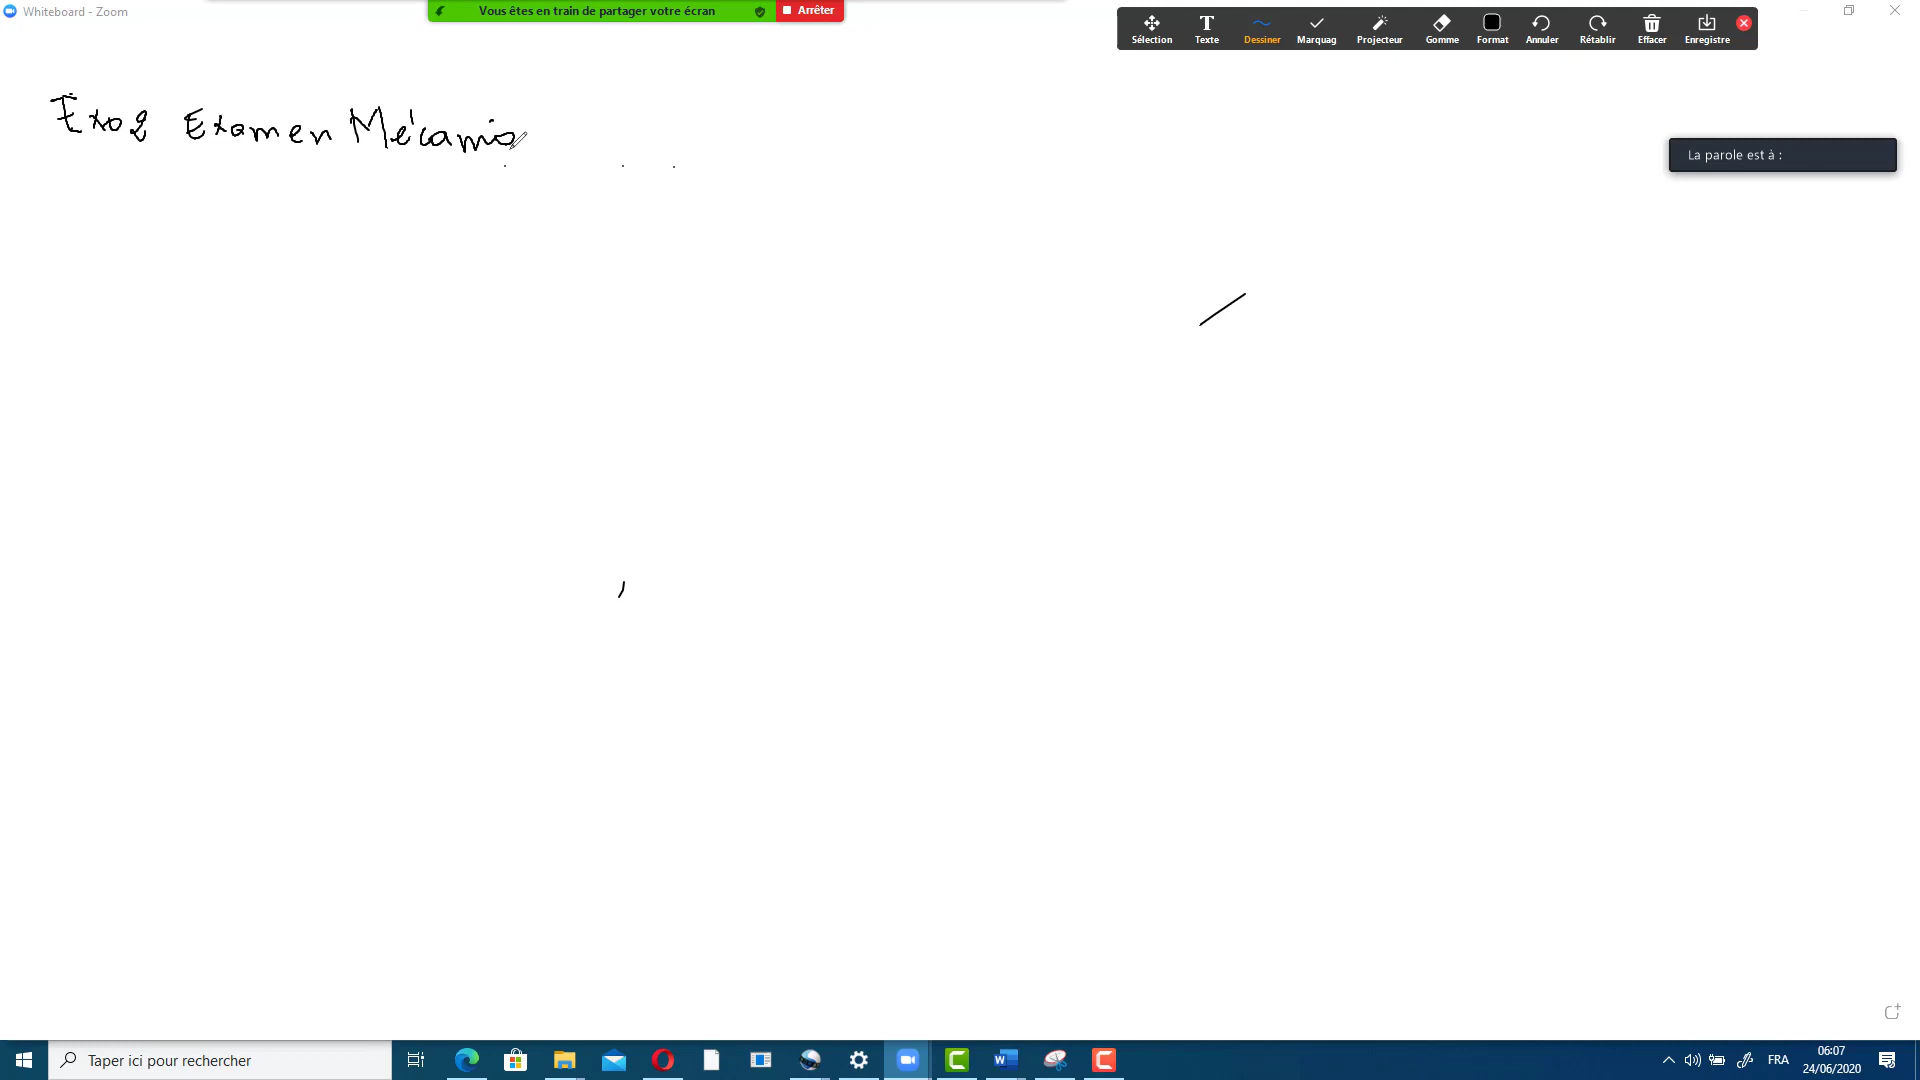 Whiteboard - Zoom
Vous êtes en train de partager votre écran
Arrêter
Sélection Texte Dessiner Marquag Projecteur Gomme Format Annuler Rétablir Effacer Enregistre
Exo 2 Examen Mécaniq
La parole est à :
Taper ici pour rechercher
FRA
06:07
24/06/2020